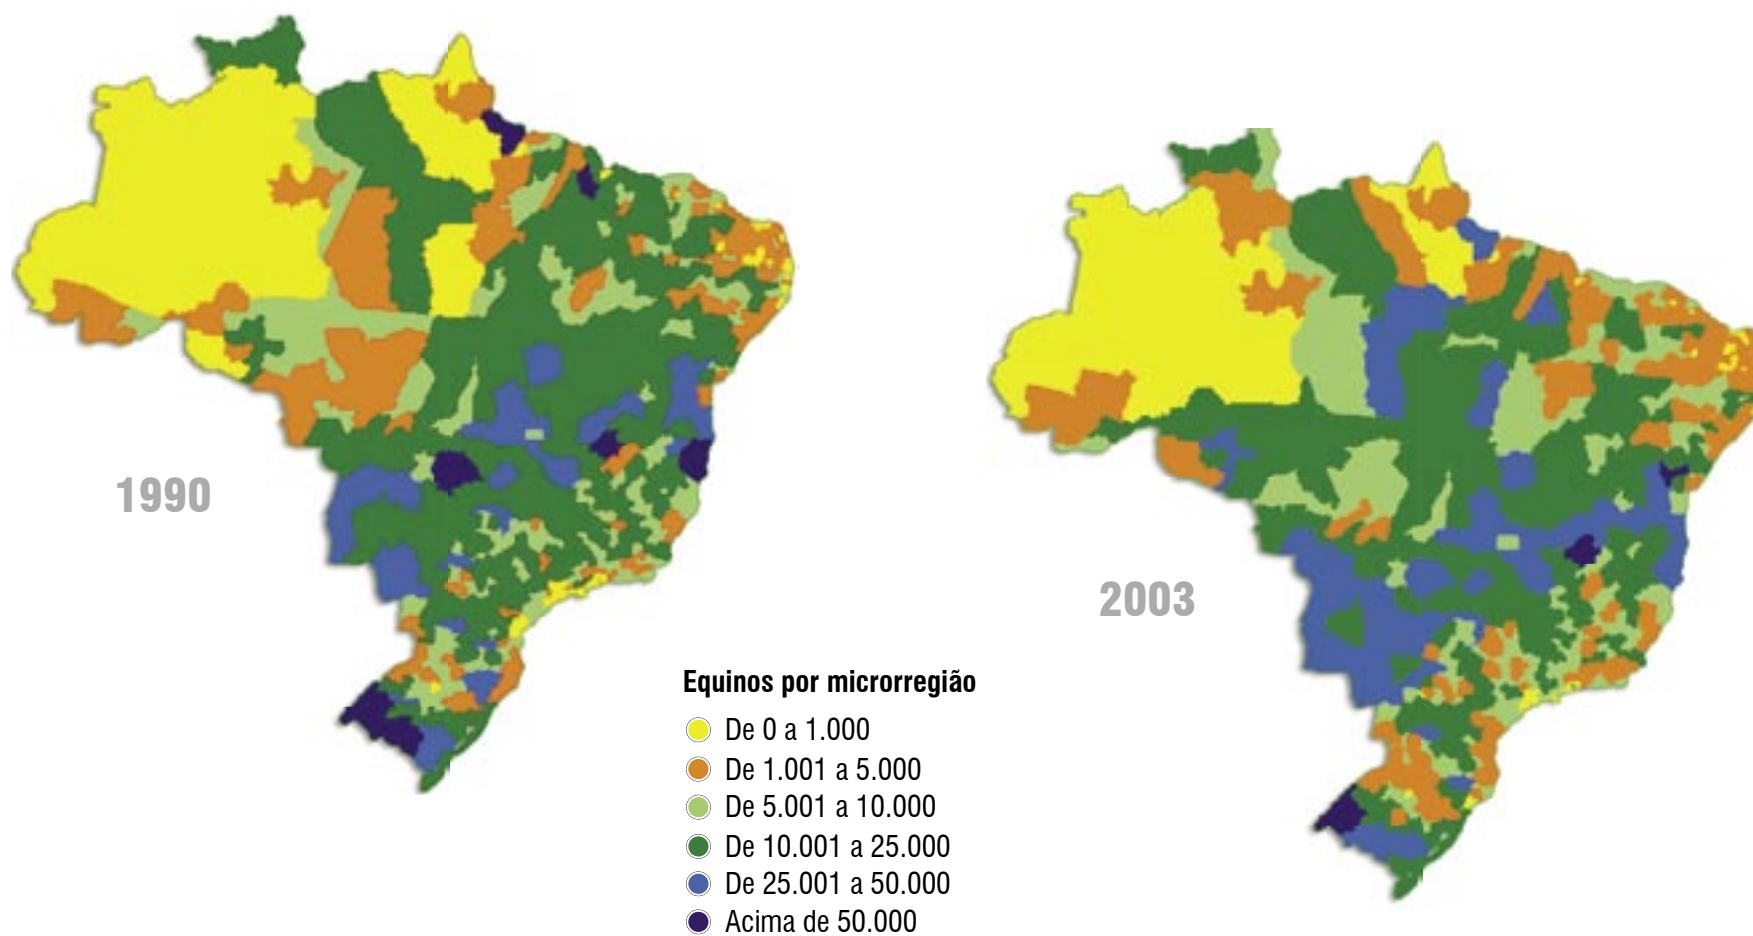 1990
2003
Equinos por microrregião
De 0 a 1.000
De 1.001 a 5.000
De 5.001 a 10.000
De 10.001 a 25.000
De 25.001 a 50.000
Acima de 50.000